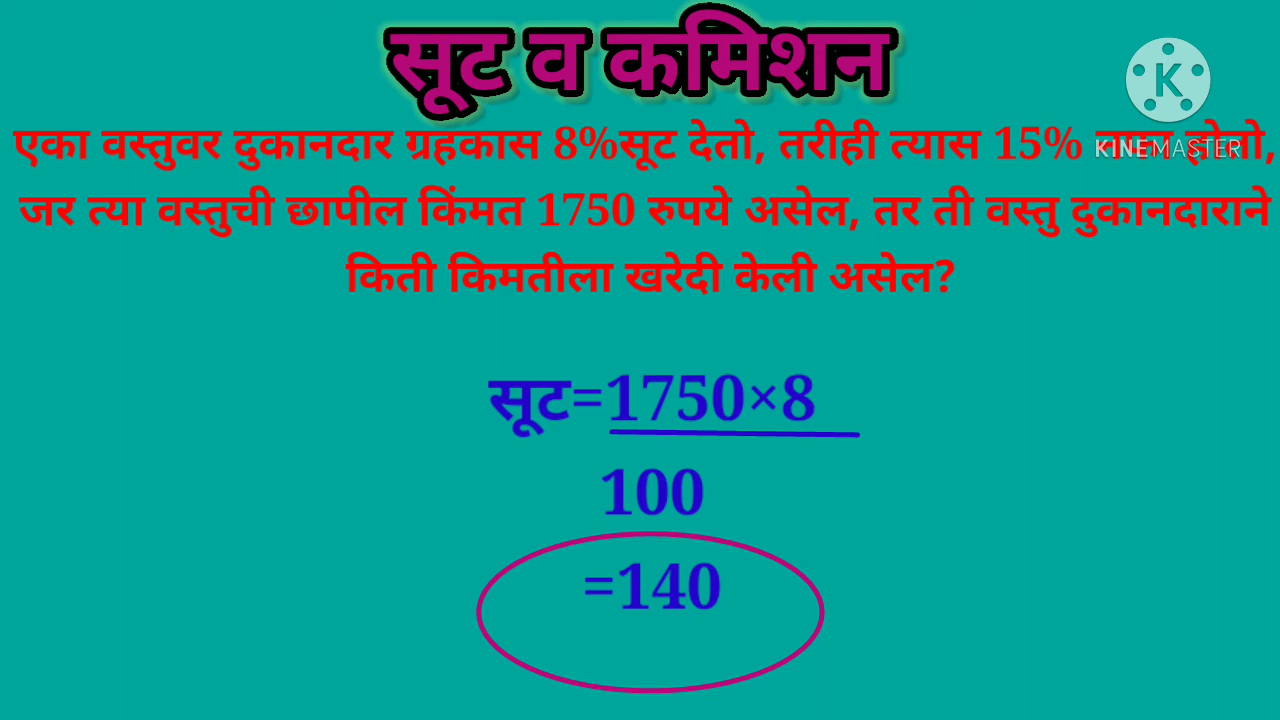 सूट व कमिशन
K
एका वस्तुवर दुकानदार ग्रहकास 8%सूट देतो, तरीही त्यास 15% नफा होतो,
KINEMASTER
जर त्या वस्तुची छापील किंमत 1750 रुपये असेल, तर ती वस्तु दुकानदाराने
किती किमतीला खरेदी केली असेल?
सूट=1750×8
100
=140